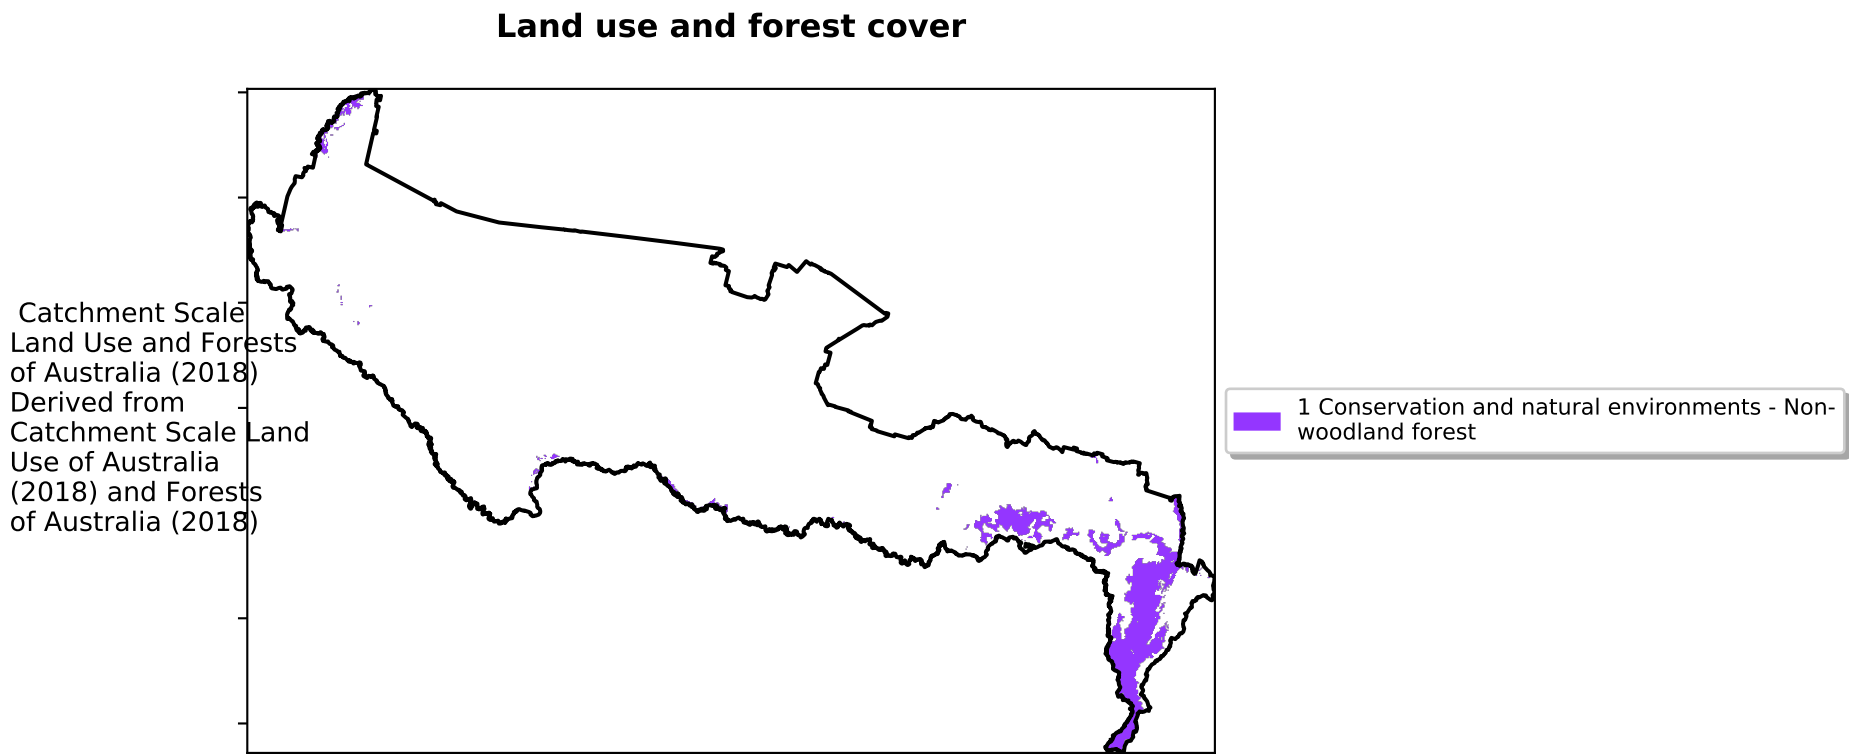 Land use and forest cover
Catchment Scale
Land Use and Forests
of Australia (2018)
Derived from
Catchment Scale Land
Use of Australia
(2018) and Forests
of Australia (2018)
1 Conservation and natural environments - Non-
woodland forest